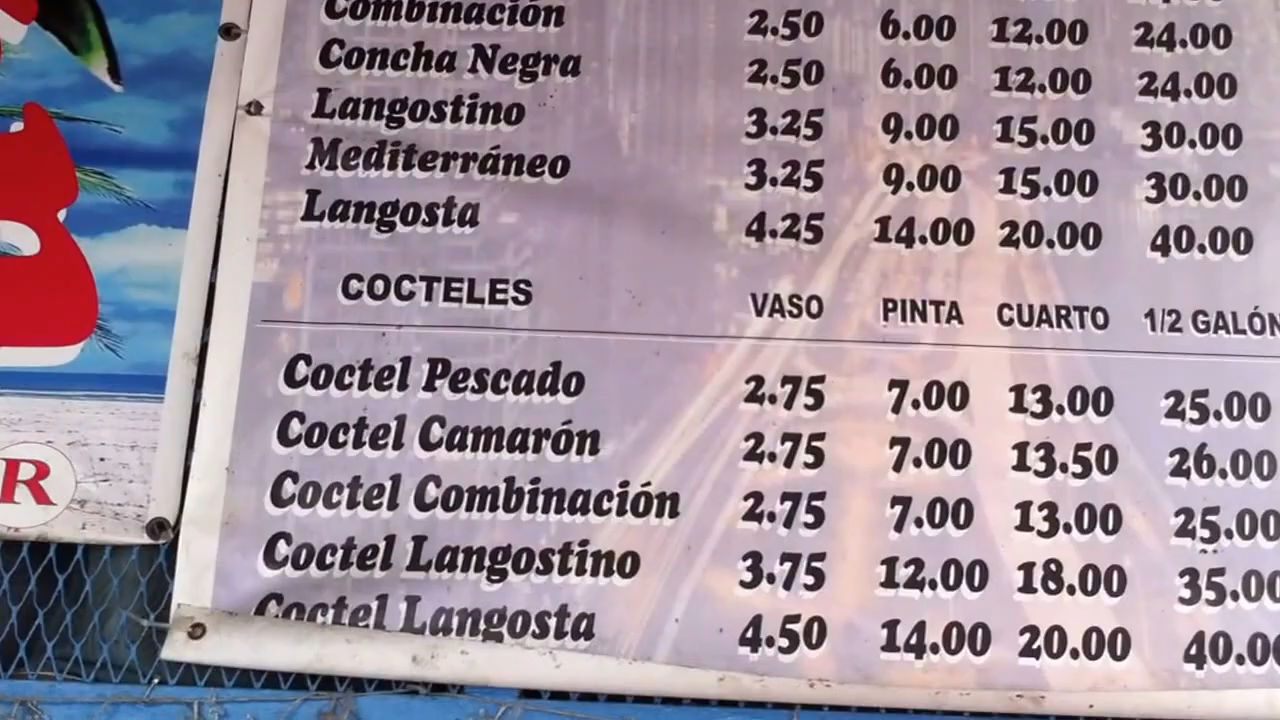 Combinación 2.50 6.00 12.00 24.00
Concha Negra 2.50 6.00 12.00 24.00
Langostino 3.25 9.00 15.00 30.00
Mediterráneo 3.25 9.00 15.00 30.00
Langosta 4.25 14.00 20.00 40.00
COCTELES VASO PINTA CUARTO 1/2 GALÓN
Coctel Pescado 2.75 7.00 13.00 25.00
Coctel Camarón 2.75 7.00 13.50 26.00
Coctel Combinación 2.75 7.00 13.00 25.00
Coctel Langostino 3.75 12.00 18.00 35.00
Coctel Langosta 4.50 14.00 20.00 40.00
R